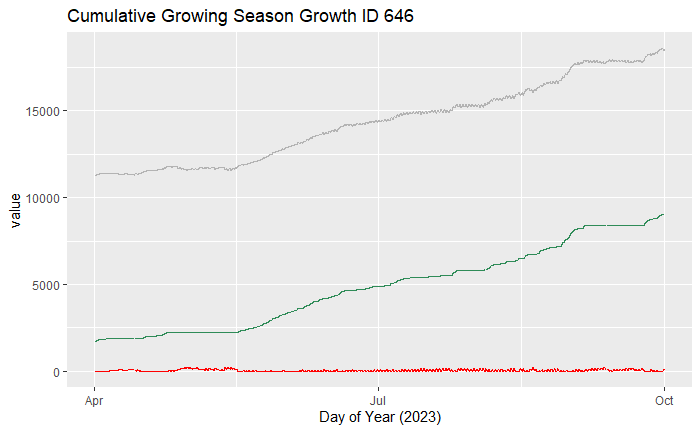 Cumulative Growing Season Growth ID 646
value
15000
10000
5000
0
Apr
Jul
Oct
Day of Year (2023)